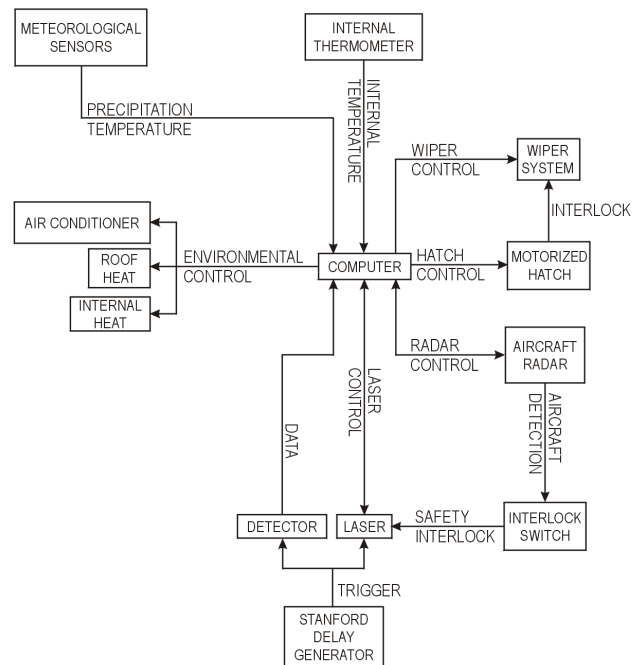 METEOROLOGICAL
SENSORS
INTERNAL
THERMOMETER
PRECIPITATION
TEMPERATURE
INTERNAL
TEMPERATURE
WIPER
CONTROL
WIPER
SYSTEM
INTERLOCK
AIR CONDITIONER
ROOF
HEAT
INTERNAL
HEAT
ENVIRONMENTAL
CONTROL
COMPUTER
HATCH
CONTROL
MOTORIZED
HATCH
RADAR
CONTROL
AIRCRAFT
RADAR
DATA
LASER
CONTROL
AIRCRAFT
DETECTION
DETECTOR
LASER
SAFETY
INTERLOCK
INTERLOCK
SWITCH
TRIGGER
STANFORD
DELAY
GENERATOR